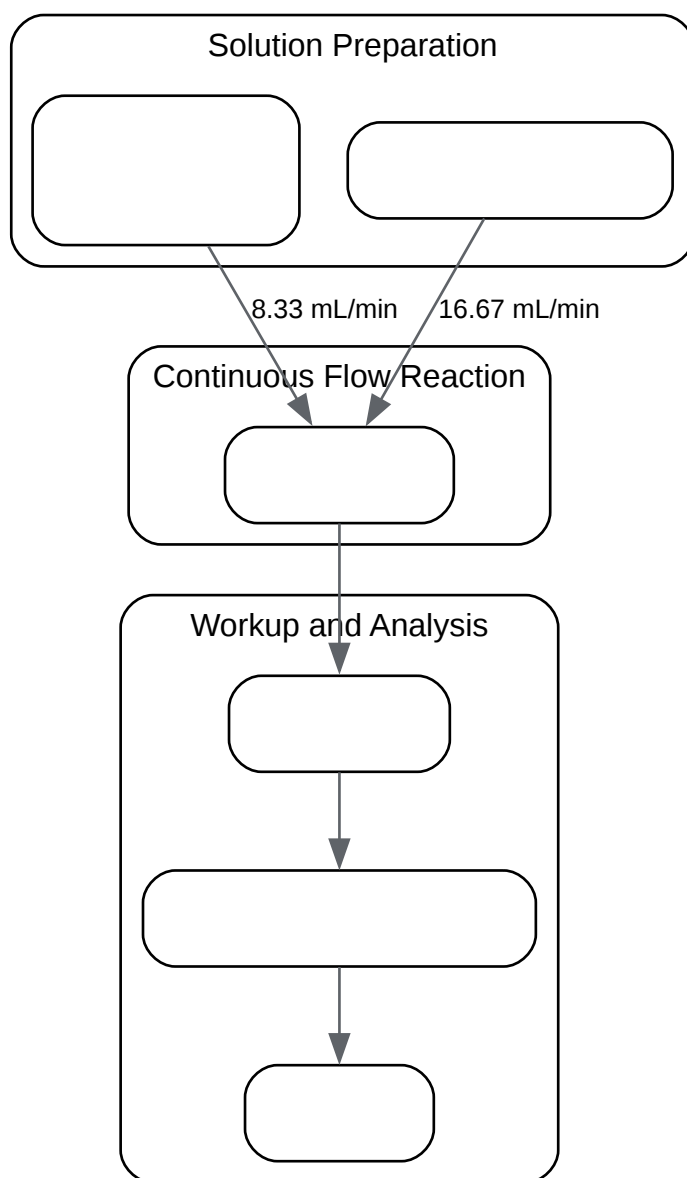 Solution Preparation
8.33 mL/min
16.67 mL/min
Continuous Flow Reaction
Workup and Analysis